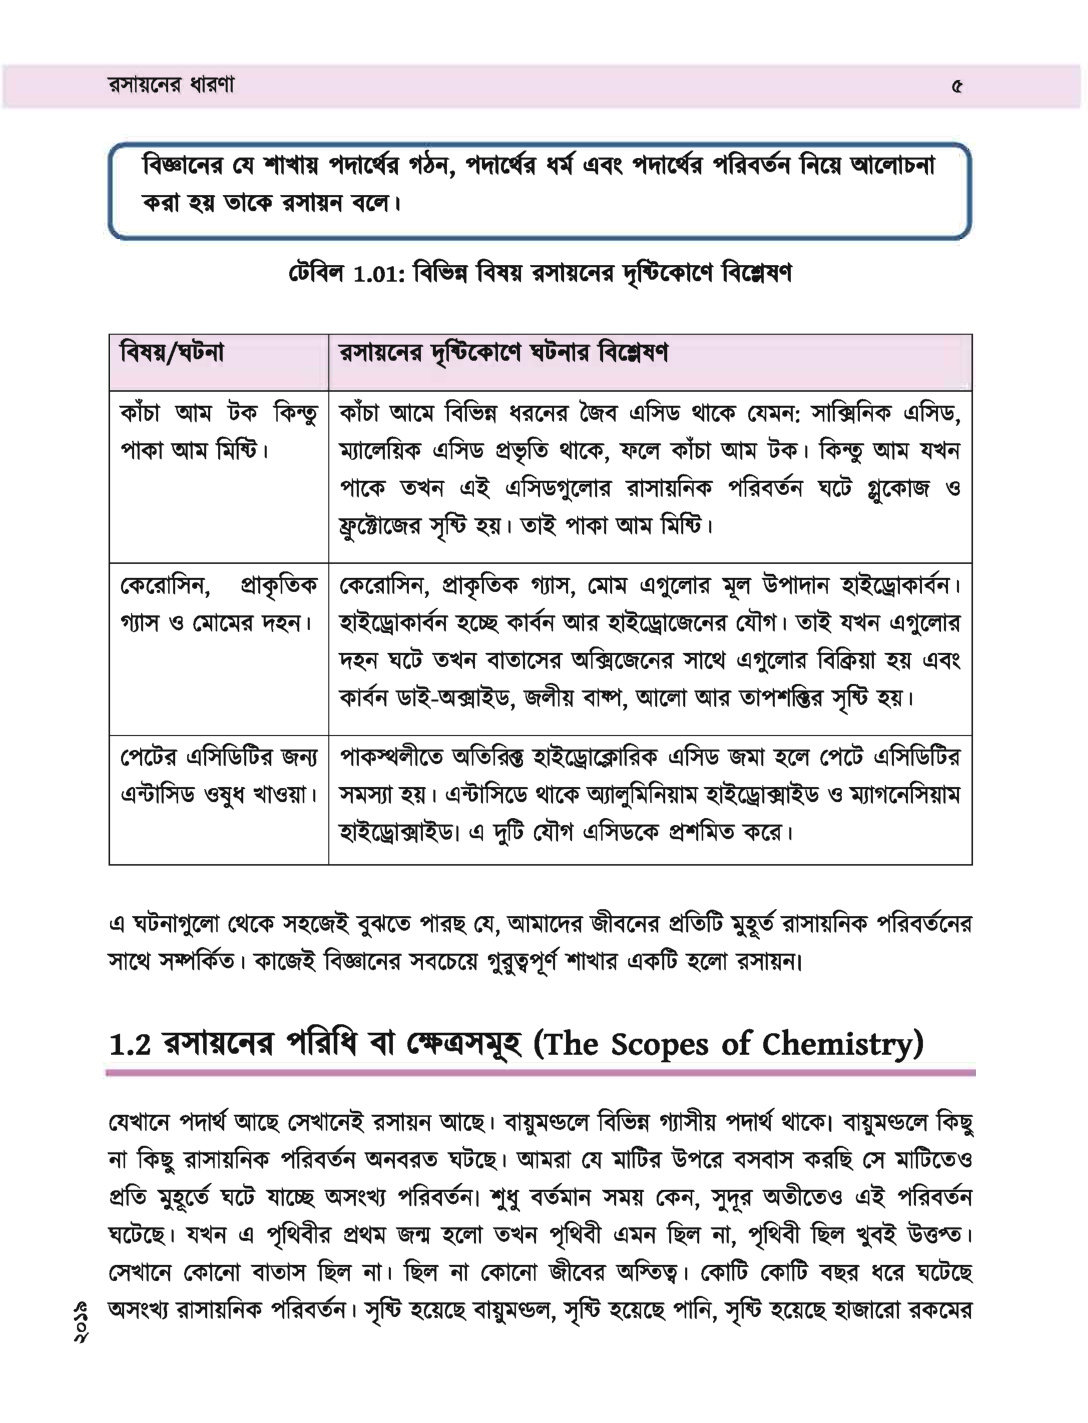 রসায়নের ধারণা ৫
বিজ্ঞানের যে শাখায় পদার্থের গঠন, পদার্থের ধর্ম এবং পদার্থের পরিবর্তন নিয়ে আলোচনা
করা হয় তাকে রসায়ন বলে।
টেবিল 1.01: বিভিন্ন বিষয় রসায়নের দৃষ্টিকোণে বিশ্লেষণ
বিষয়/ঘটনা
রসায়নের দৃষ্টিকোণে ঘটনার বিশ্লেষণ
কাঁচা আম টক কিন্তু
পাকা আম মিষ্টি।
কাঁচা আমে বিভিন্ন ধরনের জৈব এসিড থাকে যেমন: সাক্সিনিক এসিড,
ম্যালেয়িক এসিড প্রভৃতি থাকে, ফলে কাঁচা আম টক। কিন্তু আম যখন
পাকে তখন এই এসিডগুলোর রাসায়নিক পরিবর্তন ঘটে গ্লুকোজ ও
ফ্রুক্টোজের সৃষ্টি হয়। তাই পাকা আম মিষ্টি।
কেরোসিন, প্রাকৃতিক
গ্যাস ও মোমের দহন।
কেরোসিন, প্রাকৃতিক গ্যাস, মোম এগুলোর মূল উপাদান হাইড্রোকার্বন।
হাইড্রোকার্বন হচ্ছে কার্বন আর হাইড্রোজেনের যৌগ। তাই যখন এগুলোর
দহন ঘটে তখন বাতাসের অক্সিজেনের সাথে এগুলোর বিক্রিয়া হয় এবং
কার্বন ডাই-অক্সাইড, জলীয় বাষ্প, আলো আর তাপশক্তির সৃষ্টি হয়।
পেটের এসিডিটির জন্য
এন্টাসিড ওষুধ খাওয়া।
পাকস্থলীতে অতিরিক্ত হাইড্রোক্লোরিক এসিড জমা হলে পেটে এসিডিটির
সমস্যা হয়। এন্টাসিডে থাকে অ্যালুমিনিয়াম হাইড্রোক্সাইড ও ম্যাগনেসিয়াম
হাইড্রোক্সাইড। এ দুটি যৌগ এসিডকে প্রশমিত করে।
এ ঘটনাগুলো থেকে সহজেই বুঝতে পারছ যে, আমাদের জীবনের প্রতিটি মুহূর্ত রাসায়নিক পরিবর্তনের
সাথে সম্পর্কিত। কাজেই বিজ্ঞানের সবচেয়ে গুরুত্বপূর্ণ শাখার একটি হলো রসায়ন।
1.2 রসায়নের পরিধি বা ক্ষেত্রসমূহ (The Scopes of Chemistry)
যেখানে পদার্থ আছে সেখানেই রসায়ন আছে। বায়ুমণ্ডলে বিভিন্ন গ্যাসীয় পদার্থ থাকে। বায়ুমণ্ডলে কিছু
না কিছু রাসায়নিক পরিবর্তন অনবরত ঘটছে। আমরা যে মাটির উপরে বসবাস করছি সে মাটিতেও
প্রতি মুহূর্তে ঘটে যাচ্ছে অসংখ্য পরিবর্তন। শুধু বর্তমান সময় কেন, সুদূর অতীতেও এই পরিবর্তন
ঘটেছে। যখন এ পৃথিবীর প্রথম জন্ম হলো তখন পৃথিবী এমন ছিল না, পৃথিবী ছিল খুবই উত্তপ্ত।
সেখানে কোনো বাতাস ছিল না। ছিল না কোনো জীবের অস্তিত্ব। কোটি কোটি বছর ধরে ঘটেছে
অসংখ্য রাসায়নিক পরিবর্তন। সৃষ্টি হয়েছে বায়ুমণ্ডল, সৃষ্টি হয়েছে পানি, সৃষ্টি হয়েছে হাজারো রকমের
২০১৯